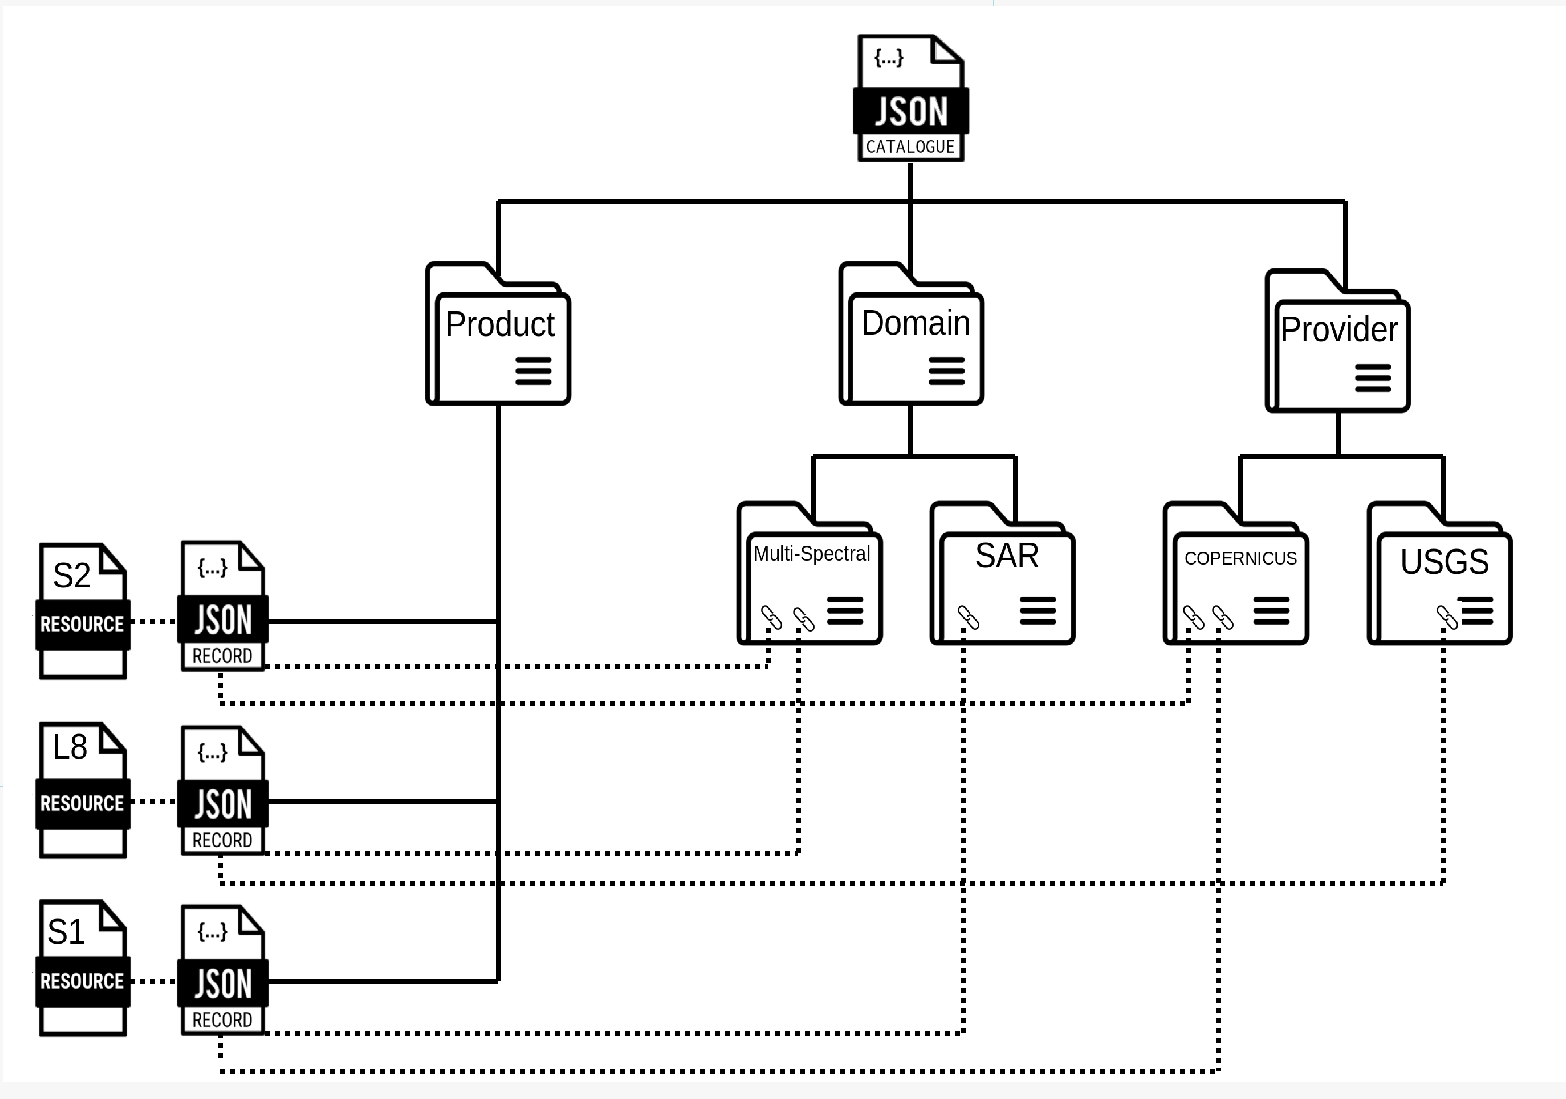 {...}
JSON
CATALOGUE
Product
Domain
Provider
Multi-Spectral
SAR
COPERNICUS
USGS
S2
RESOURCE
{...}
JSON
RECORD
L8
RESOURCE
{...}
JSON
RECORD
S1
RESOURCE
{...}
JSON
RECORD